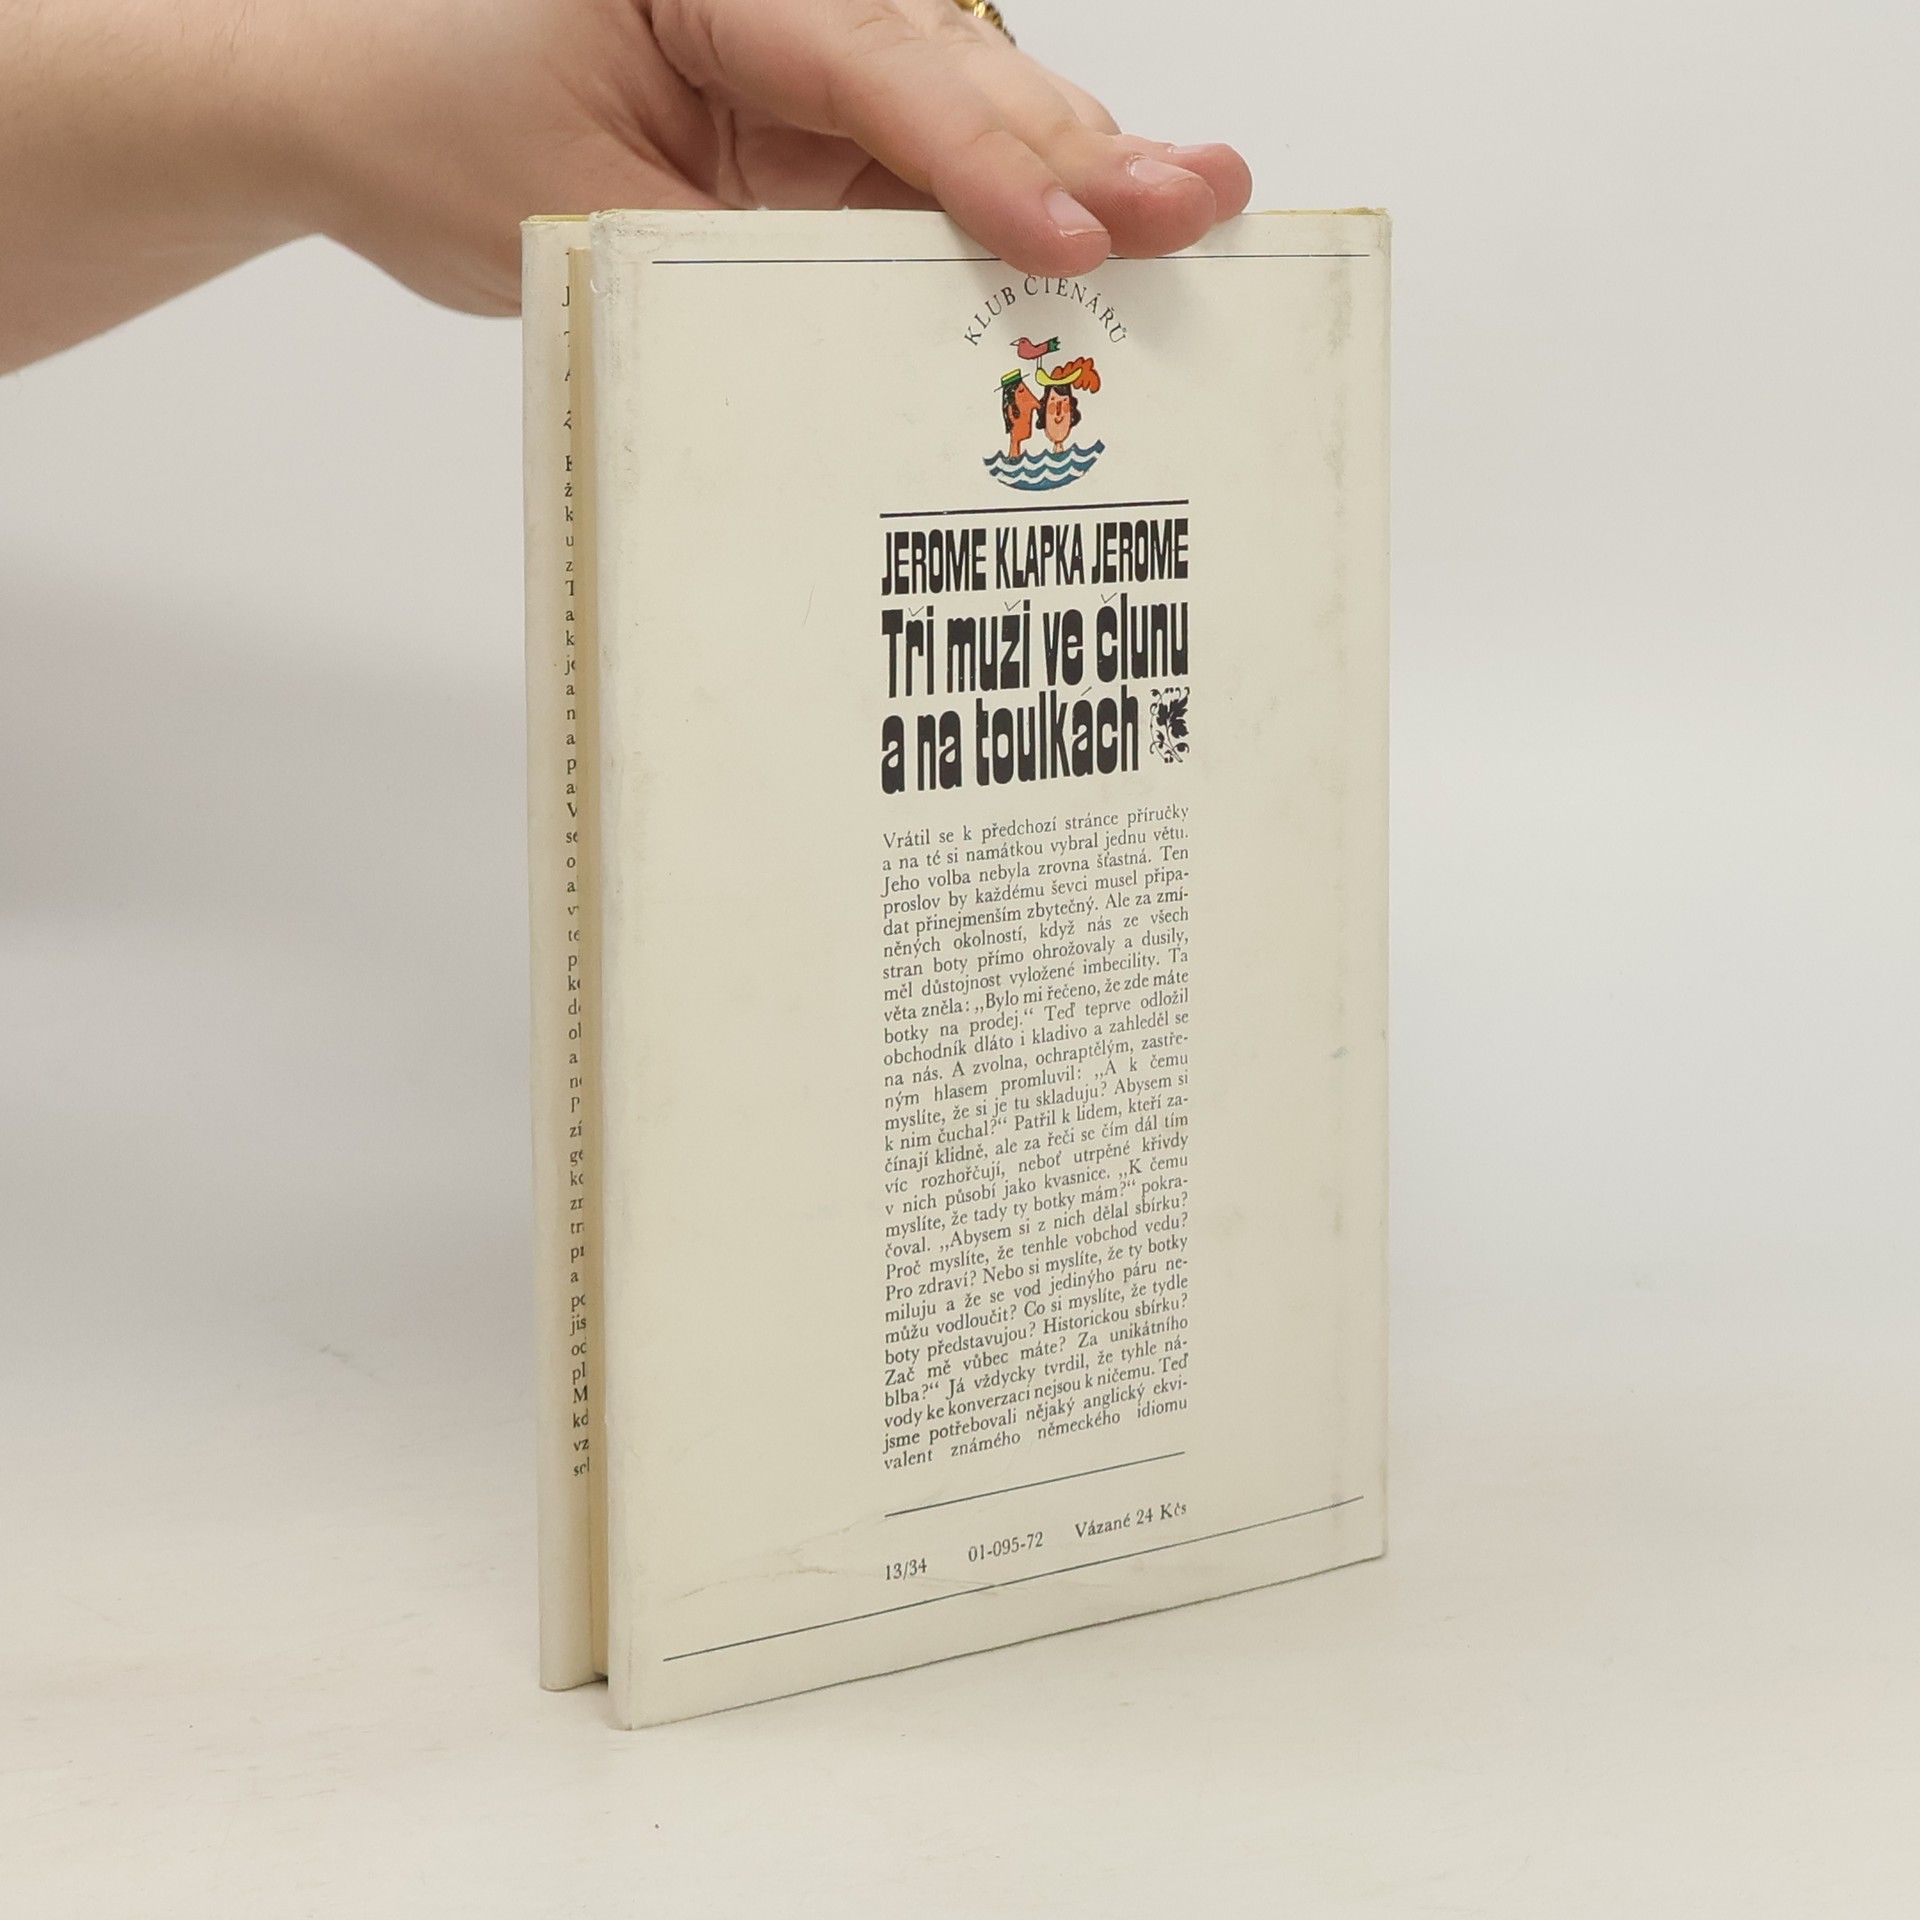 KLUB ČTENÁŘŮ
JEROME KLAPKA JEROME
Tři muži ve člunu
a na toulkách
Vrátil se k předchozí stránce příručky
a na té si namátkou vybral jednu větu.
Jeho volba nebyla zrovna šťastná. Ten
proslov by každému ševci musel připa-
dat přinejmenším zbytečný. Ale za zmí-
něných okolností, když nás ze všech
stran boty přímo ohrožovaly a dusily,
měl důstojnost vyložené imbecility. Ta
věta zněla: „Bylo mi řečeno, že zde máte
botky na prodej.“ Teď teprve odložil
obchodník dláto i kladivo a zahleděl se
na nás. A zvolna, ochraptělým, zastře-
ným hlasem promluvil: „A k čemu
myslíte, že si je tu skladuju? Abysem si
k nim čuchal?“ Patřil k lidem, kteří za-
čínají klidně, ale za řeči se čím dál tím
víc rozhořčují, neboť utrpěné křivdy
v nich působí jako kvasnice. „K čemu
myslíte, že tady ty botky mám?“ pokra-
čoval. „Abysem si z nich dělal sbírku?
Proč myslíte, že tenhle vobchod vedu?
Pro zdraví? Nebo si myslíte, že ty botky
miluju a že se vod jedinýho páru ne-
můžu vodloučit? Co si myslíte, že tydle
boty představujou? Historickou sbírku?
Zač mě vůbec máte? Za unikátního
blba?“ Já vždycky tvrdil, že tyhle ná-
vody ke konverzaci nejsou k ničemu. Teď
jsme potřebovali nějaký anglický ekvi-
valent známého německého idiomu
13/34 01-095-72 Vázané 24 Kčs